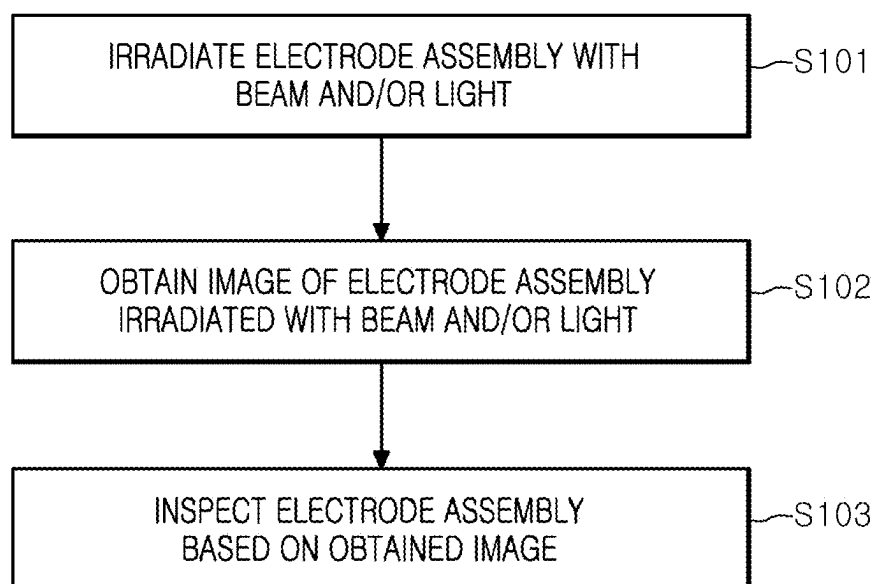 IRRADIATE ELECTRODE ASSEMBLY WITH
BEAM AND/OR LIGHT
S101
OBTAIN IMAGE OF ELECTRODE ASSEMBLY
IRRADIATED WITH BEAM AND/OR LIGHT
S102
INSPECT ELECTRODE ASSEMBLY
BASED ON OBTAINED IMAGE
S103